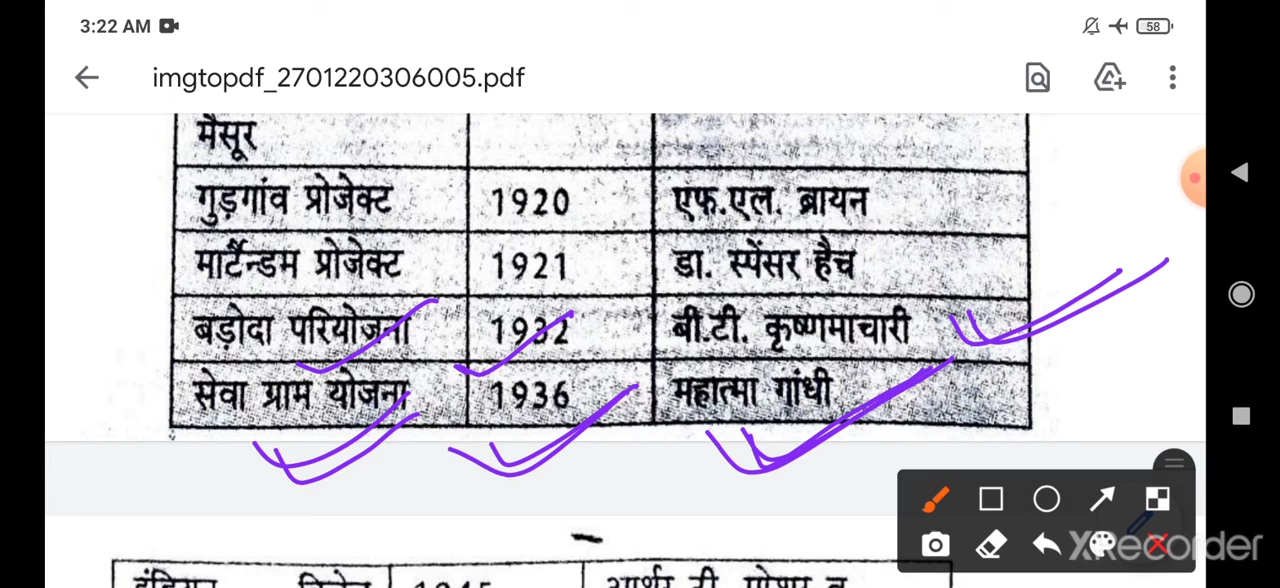 3:22 AM 58
imgtopdf_2701220306005.pdf
मैसूर
गुड़गांव प्रोजेक्ट 1920 एफ.एल. ब्रायन
मार्टैन्डम प्रोजेक्ट 1921 डा. स्पेंसर हैच
बड़ोदा परियोजना 1932 बी.टी. कृष्णमाचारी
सेवा ग्राम योजना 1936 महात्मा गांधी
XRecorder